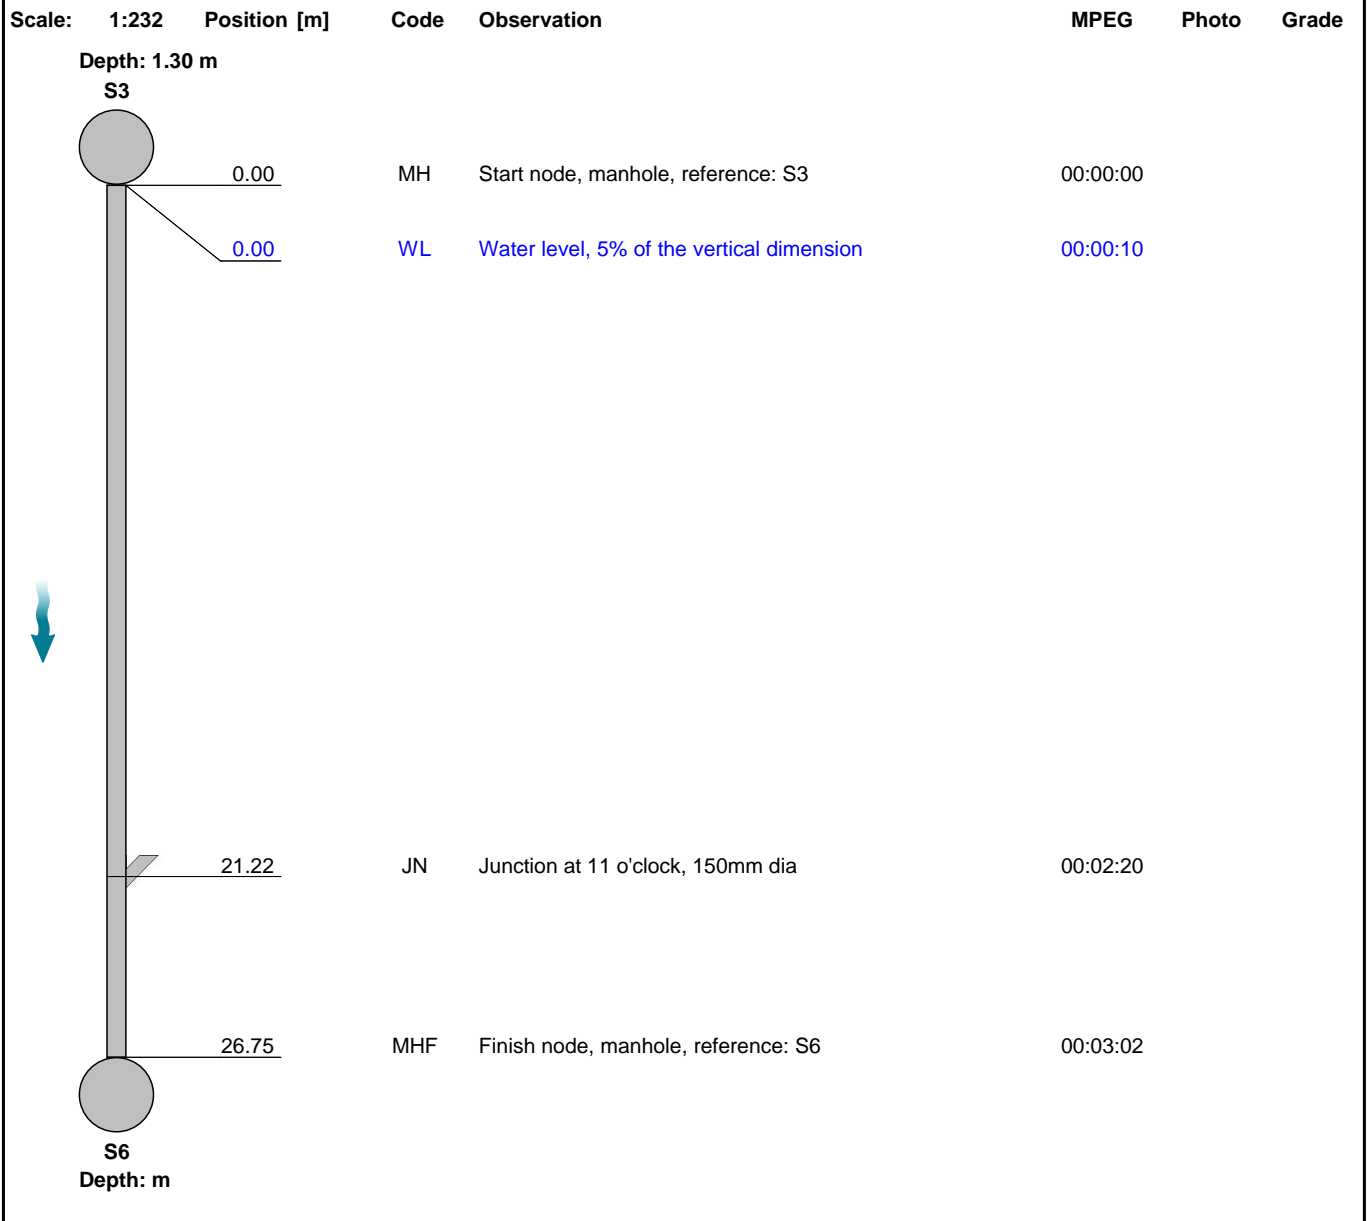 Scale: 1:232 Position [m] Code Observation MPEG Photo Grade
Depth: 1.30 m
S3
0.00 MH Start node, manhole, reference: S3 00:00:00
0.00 WL Water level, 5% of the vertical dimension 00:00:10
21.22 JN Junction at 11 o'clock, 150mm dia 00:02:20
26.75 MHF Finish node, manhole, reference: S6 00:03:02
S6
Depth: m